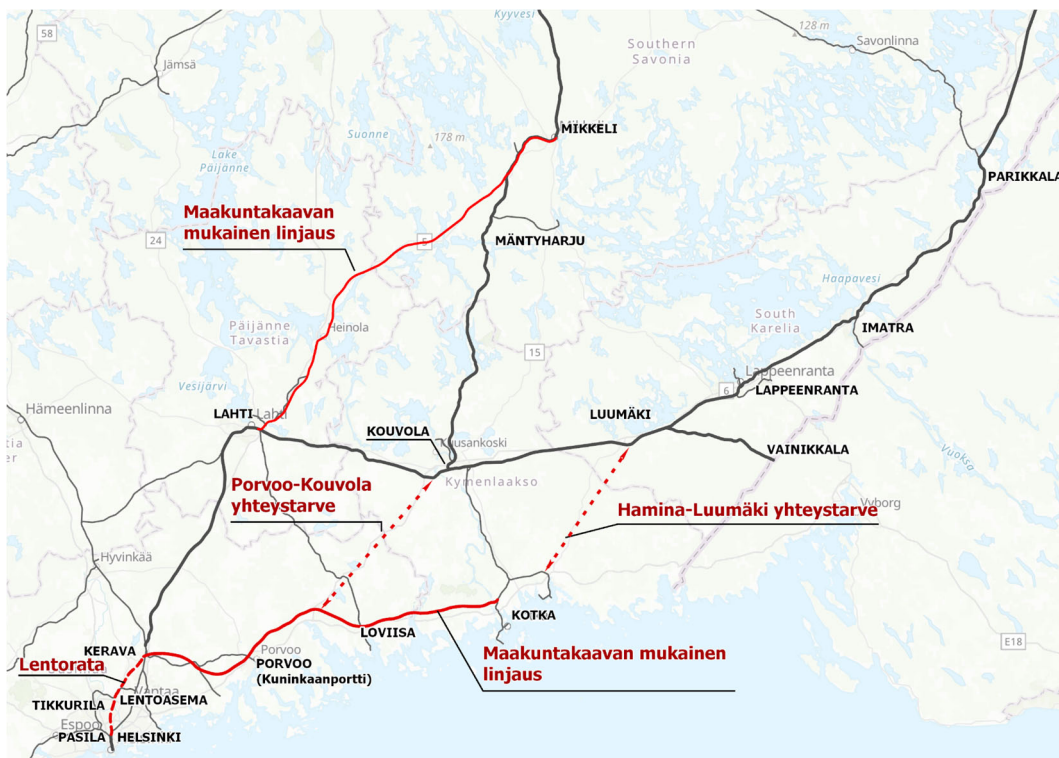 58
Jämsä
Kyyvesi
Southern
Savonia
128 m
Savonlinna
Suonne
178 m
MIKKELI
Lake
Päijänne
PARIKKALA
Maakuntakaavan
mukainen linjaus
24
5
MÄNTYHARJU
Haapavesi
Heinola
Päijänne
Tavastia
South
Karelia
IMATRA
15
Vesijärvi
Lappeenranta
6
LAPPEENRANTA
Hämeenlinna
LAHTI
Lahti
LUUMÄKI
KOUVOLA
Kuusankoski
VAINIKKALA
Vuoksa
Kymenlaakso
Porvoo-Kouvola
yhteystarve
Vyborg
Hamina-Luumäki yhteystarve
Hyvinkää
KOTKA
LOVIISA
E18
KERAVA
Porvoo
PORVOO
(Kuninkaanportti)
Maakuntakaavan mukainen
linjaus
Lentorata
Vantaa
LENTOASEMA
TIKKURILA
Espoo
PASILA
HELSINKI